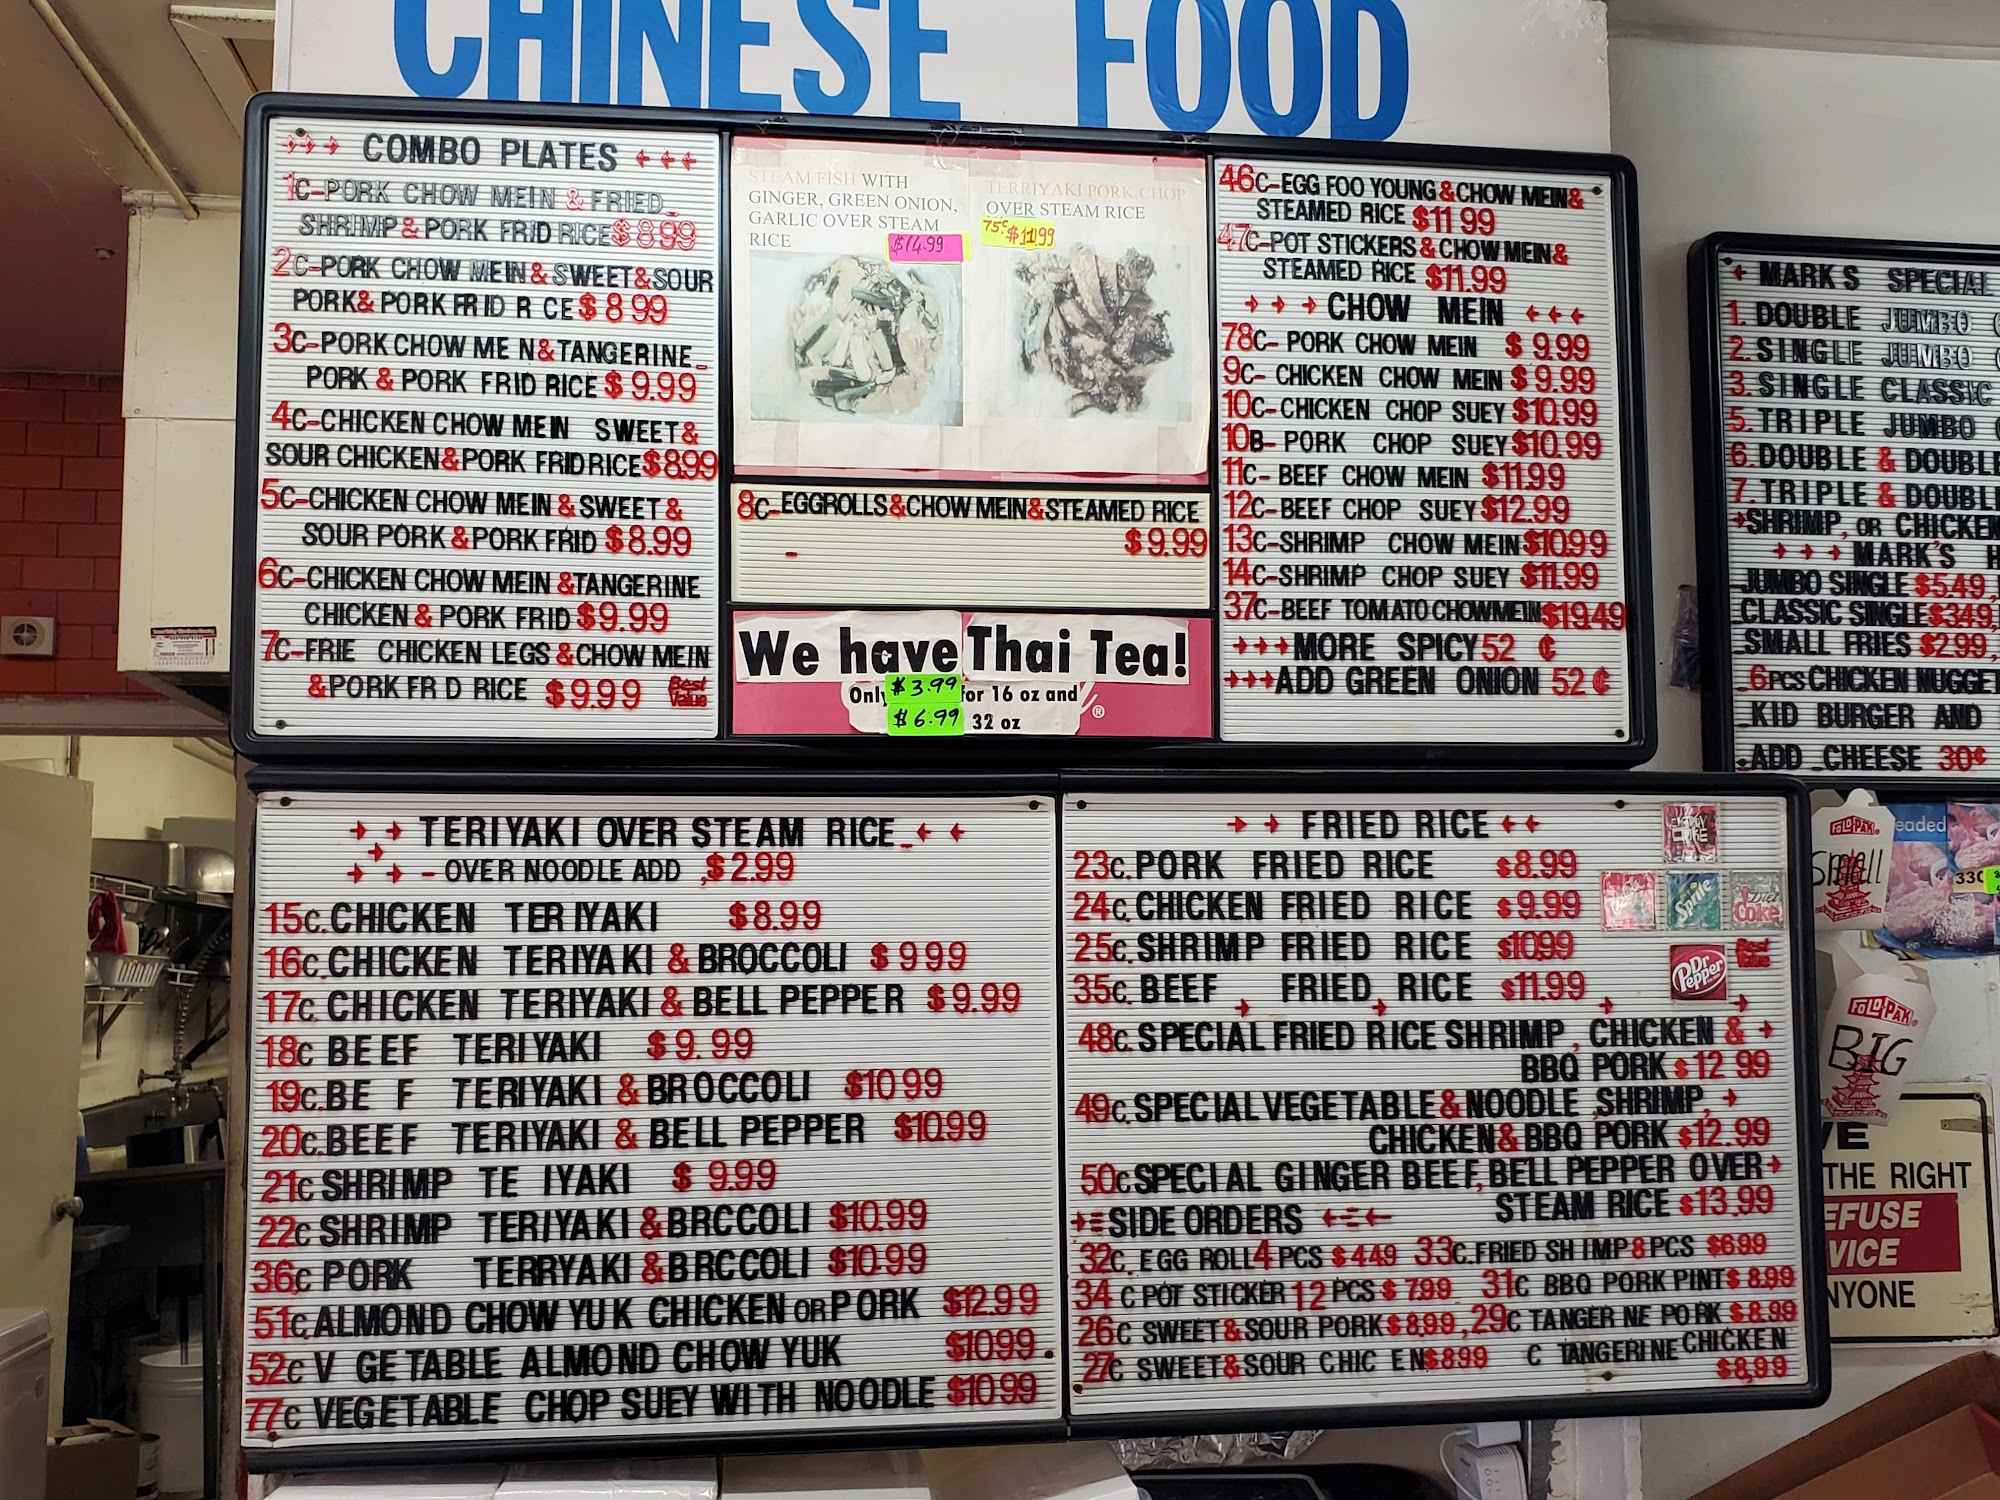 CHINESE FOOD
COMBO PLATES
1C-PORK CHOW MEIN & FRIED
SHRIMP & PORK FRID RICE $ 8 99
2C-PORK CHOW MEIN & SWEET & SOUR
PORK & PORK FR ID R CE $ 8 99
3C-PORK CHOW ME N & TANGERINE
PORK & PORK FRID RICE $ 9.99
4C-CHICKEN CHOW MEIN SWEET &
SOUR CHICKEN & PORK FRID RICE $8.99
5C-CHICKEN CHOW MEIN & SWEET &
SOUR PORK & PORK FRID $8.99
6C-CHICKEN CHOW MEIN & TANGERINE
CHICKEN & PORK FRID $9.99
7C-FRIE CHICKEN LEGS & CHOW MEIN
& PORK FR D RICE $9.99 Best Value
STEAM FISH WITH
GINGER, GREEN ONION,
GARLIC OVER STEAM
RICE
$14.99
TERRIYAKI PORK CHOP
OVER STEAM RICE
75c $11.99
8C-EGGROLLS & CHOW MEIN & STEAMED RICE
$ 9.99
We have Thai Tea!
Only $3.99 for 16 oz and
$6.99 32 oz
46C-EGG FOO YOUNG & CHOW MEIN &
STEAMED RICE $11 99
47C-POT STICKERS & CHOW MEIN &
STEAMED RICE $11.99
CHOW MEIN
78C- PORK CHOW MEIN $ 9.99
9C- CHICKEN CHOW MEIN $ 9.99
10C-CHICKEN CHOP SUEY $10.99
10B- PORK CHOP SUEY $10.99
11C- BEEF CHOW MEIN $11.99
12C-BEEF CHOP SUEY $12.99
13C-SHRIMP CHOW MEIN $10.99
14C-SHRIMP CHOP SUEY $11.99
37C-BEEF TOMATO CHOWMEIN $19.49
MORE SPICY 52 ¢
ADD GREEN ONION 52 ¢
MARK S SPECIAL
1. DOUBLE JUMBO
2. SINGLE JUMBO
3. SINGLE CLASSIC
5. TRIPLE JUMBO
6. DOUBLE & DOUBLE
7. TRIPLE & DOUBLE
SHRIMP, OR CHICKEN
MARK'S H
JUMBO SINGLE $5.49,
CLASSIC SINGLE $349,
SMALL FRIES $2.99,
6PCS CHICKEN NUGGET
KID BURGER AND
ADD CHEESE 30¢
TERIYAKI OVER STEAM RICE
- OVER NOODLE ADD $ 2.99
15C. CHICKEN TER IYAKI $8.99
16C. CHICKEN TERIYAKI & BROCCOLI $ 9 99
17C. CHICKEN TERIYAKI & BELL PEPPER $ 9.99
18C BEEF TERIYAKI $ 9. 99
19C. BE F TERIYAKI & BROCCOLI $10 99
20C. BEEF TERIYAKI & BELL PEPPER $10.99
21C SHRIMP TE IYAKI $ 9.99
22C SHRIMP TERIYAKI & BRCCOLI $10.99
36C PORK TERRYAKI & BRCCOLI $10.99
51C ALMOND CHOW YUK CHICKEN OR PORK $12.99
52C V GETABLE ALMOND CHOW YUK $10.99
77C VEGETABLE CHOP SUEY WITH NOODLE $10 99
FRIED RICE
23C. PORK FRIED RICE $8.99
24C. CHICKEN FRIED RICE $ 9.99
25C. SHRIMP FRIED RICE $10.99
35C. BEEF FRIED RICE $11.99
Sprite
Diet Coke
Dr Pepper
Best Value
48C. SPECIAL FRIED RICE SHRIMP, CHICKEN &
BBQ PORK $ 12 99
49C. SPECIAL VEGETABLE & NOODLE SHRIMP,
CHICKEN & BBQ PORK $12.99
50C SPECIAL GINGER BEEF, BELL PEPPER OVER
STEAM RICE $13.99
SIDE ORDERS
32C. EGG ROLL 4 PCS $ 4.49 33C. FRIED SH IMP 8 PCS $6.99
34 C POT STICKER 12 PCS $ 7.99 31C BBQ PORK PINT $ 8.99
26C SWEET & SOUR PORK $ 8.99, 29C TANGER NE PORK $ 8.99
27C SWEET & SOUR CHIC EN $8.99 C TANGERINE CHICKEN
$8,99
FOLD-PAK
Small
eaded
330
FOLD-PAK
BIG
VE
THE RIGHT
EFUSE
VICE
NYONE